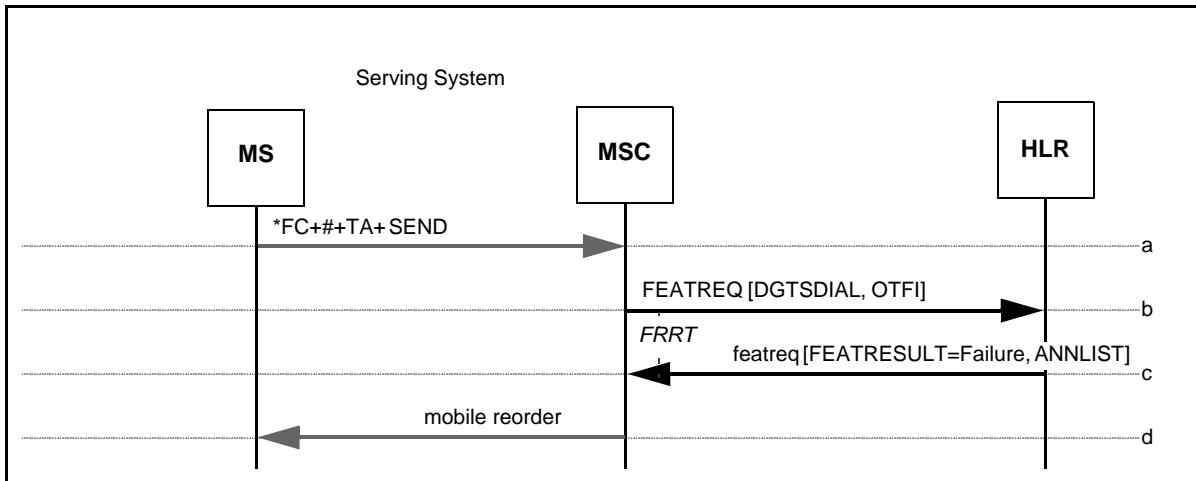 Serving System
MS
MSC
HLR
*FC+#+TA+ SEND
a
FEATREQ [DGTSDIAL, OTFI]
b
FRRT
featreq [FEATRESULT=Failure, ANNLIST]
c
mobile reorder
d